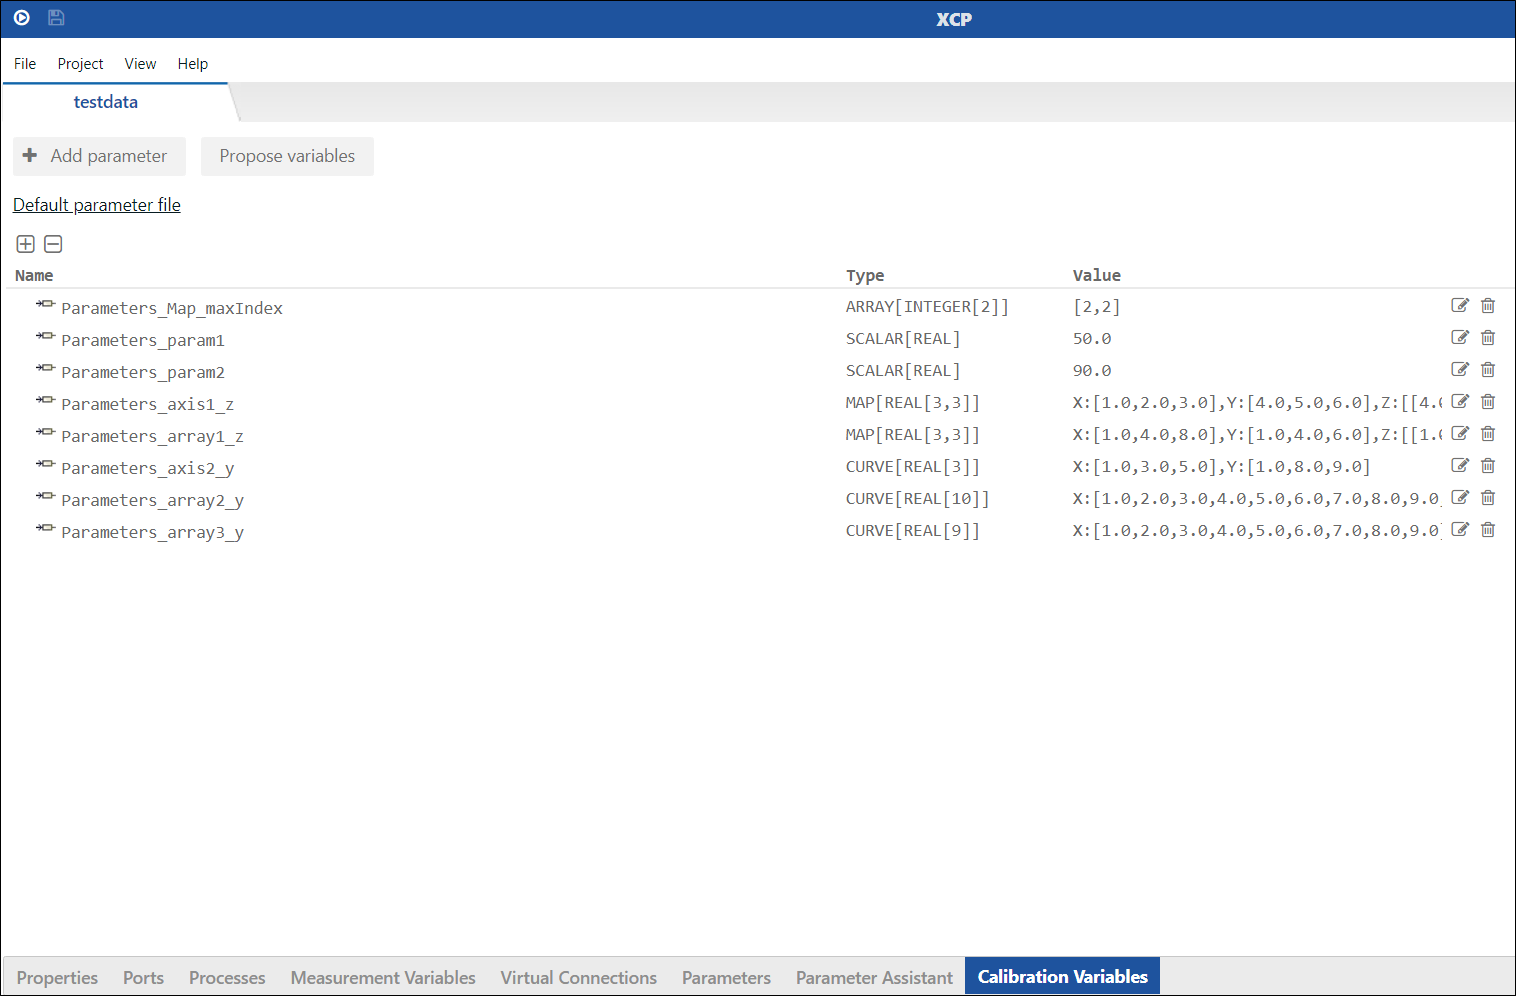 XCP
File Project View Help
testdata
Add parameter Propose variables
Default parameter file
Name Type Value
Parameters_Map_maxIndex ARRAY[INTEGER[2]] [2,2]
Parameters_param1 SCALAR[REAL] 50.0
Parameters_param2 SCALAR[REAL] 90.0
Parameters_axis1_z MAP[REAL[3,3]] X:[1.0,2.0,3.0],Y:[4.0,5.0,6.0],Z:[[4.
Parameters_array1_z MAP[REAL[3,3]] X:[1.0,4.0,8.0],Y:[1.0,4.0,6.0],Z:[[1.
Parameters_axis2_y CURVE[REAL[3]] X:[1.0,3.0,5.0],Y:[1.0,8.0,9.0]
Parameters_array2_y CURVE[REAL[10]] X:[1.0,2.0,3.0,4.0,5.0,6.0,7.0,8.0,9.0,
Parameters_array3_y CURVE[REAL[9]] X:[1.0,2.0,3.0,4.0,5.0,6.0,7.0,8.0,9.0]
Properties Ports Processes Measurement Variables Virtual Connections Parameters Parameter Assistant Calibration Variables